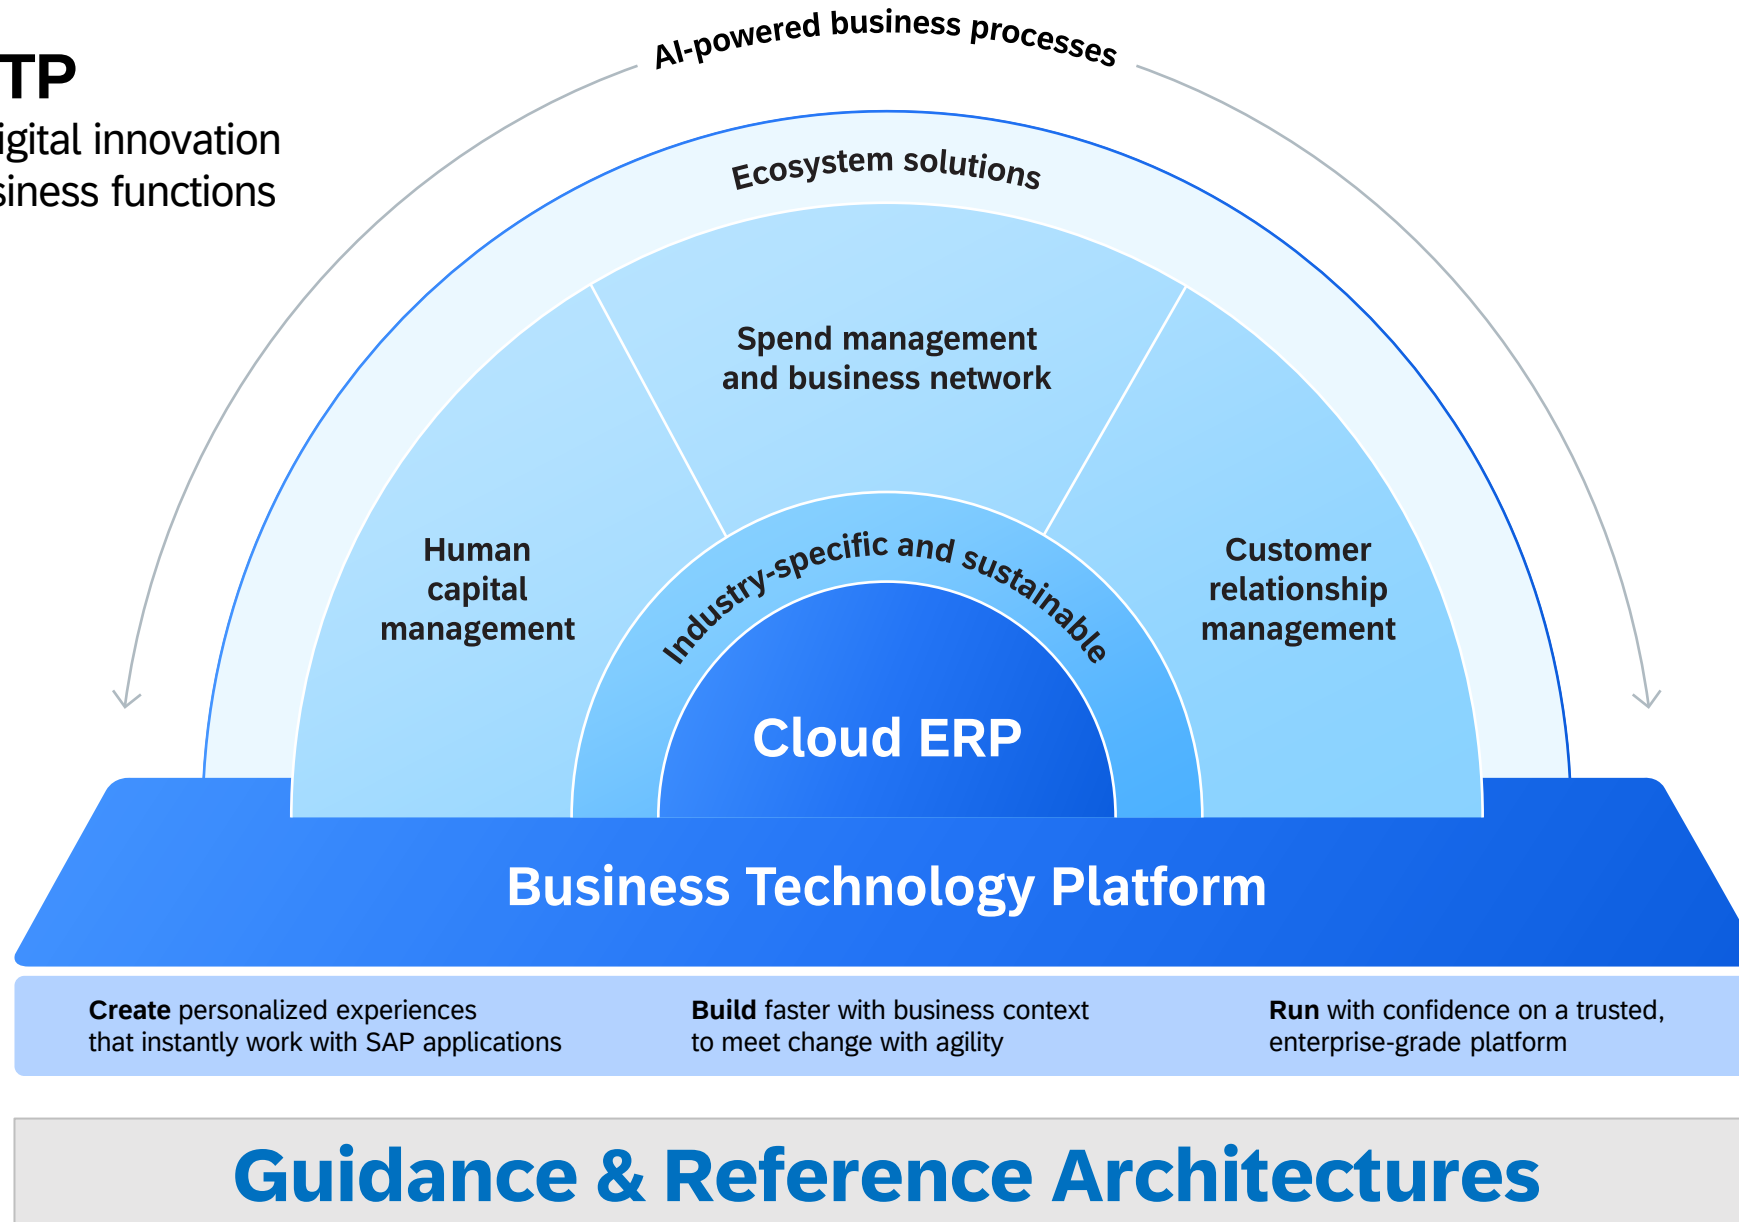 TP
igital innovation
siness functions
AI-powered business processes
Ecosystem solutions
Spend management
and business network
Human
capital
management
Customer
relationship
management
Industry-specific and sustainable
Cloud ERP
Business Technology Platform
Create personalized experiences
that instantly work with SAP applications
Build faster with business context
to meet change with agility
Run with confidence on a trusted,
enterprise-grade platform
Guidance & Reference Architectures